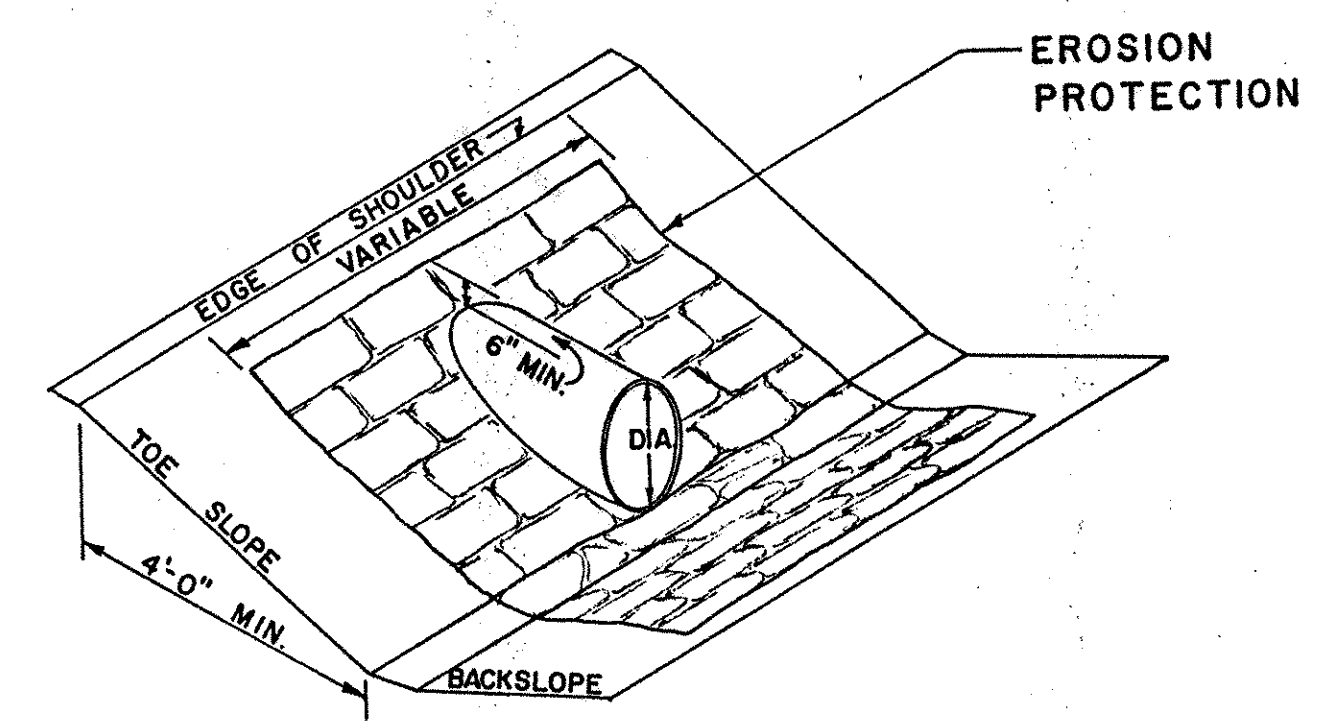 EROSION
PROTECTION
EDGE OF SHOULDER
VARIABLE
6" MIN.
DIA.
TOE SLOPE
4'-0" MIN.
BACKSLOPE